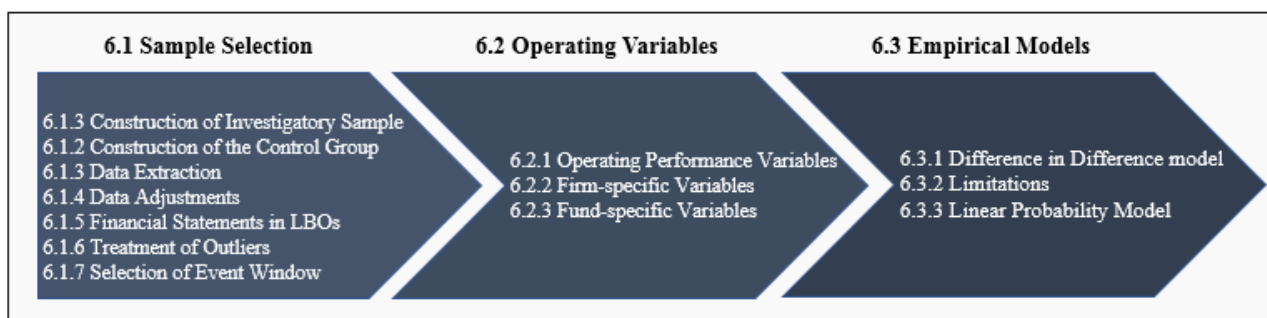 6.1 Sample Selection
6.1.3 Construction of Investigatory Sample
6.1.2 Construction of the Control Group
6.1.3 Data Extraction
6.1.4 Data Adjustments
6.1.5 Financial Statements in LBOs
6.1.6 Treatment of Outliers
6.1.7 Selection of Event Window
6.2 Operating Variables
6.2.1 Operating Performance Variables
6.2.2 Firm-specific Variables
6.2.3 Fund-specific Variables
6.3 Empirical Models
6.3.1 Difference in Difference model
6.3.2 Limitations
6.3.3 Linear Probability Model